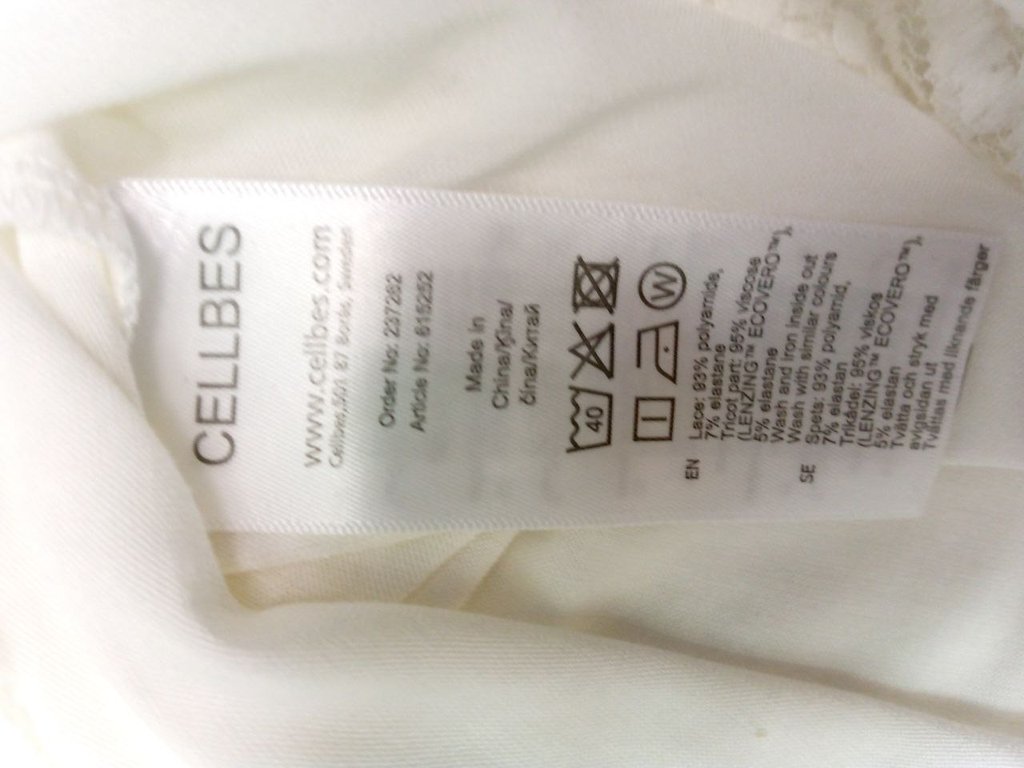 CELLBES
www.cellbes.com
Cellbes, 501 87 Borås, Sweden
Order No: 237262
Article No: 615252
Made in
China/Ķīna/
čína/Китай
40
W
EN Lace: 93% polyamide,
7% elastane
Tricot part: 95% viscose
(LENZING™ ECOVERO™),
5% elastane
Wash and iron inside out
Wash with similar colours
SE Spets: 93% polyamid,
7% elastan
Trikådel: 95% viskos
(LENZING™ ECOVERO™),
5% elastan
Tvätta och stryk med
avigsidan ut
Tvättas med liknande färger